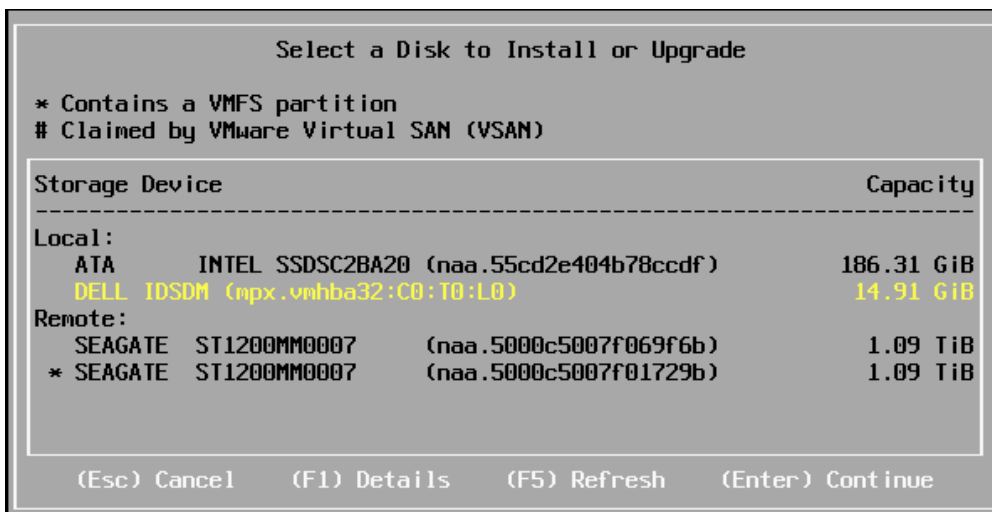 Select a Disk to Install or Upgrade
* Contains a VMFS partition
# Claimed by VMware Virtual SAN (VSAN)
Storage Device Capacity
--------------------------------------------------------------------
Local:
ATA INTEL SSDSC2BA20 (naa.55cd2e404b78ccdf) 186.31 GiB
DELL IDSDM (mpx.vmhba32:C0:T0:L0) 14.91 GiB
Remote:
SEAGATE ST1200MM0007 (naa.5000c5007f069f6b) 1.09 TiB
* SEAGATE ST1200MM0007 (naa.5000c5007f01729b) 1.09 TiB
(Esc) Cancel (F1) Details (F5) Refresh (Enter) Continue